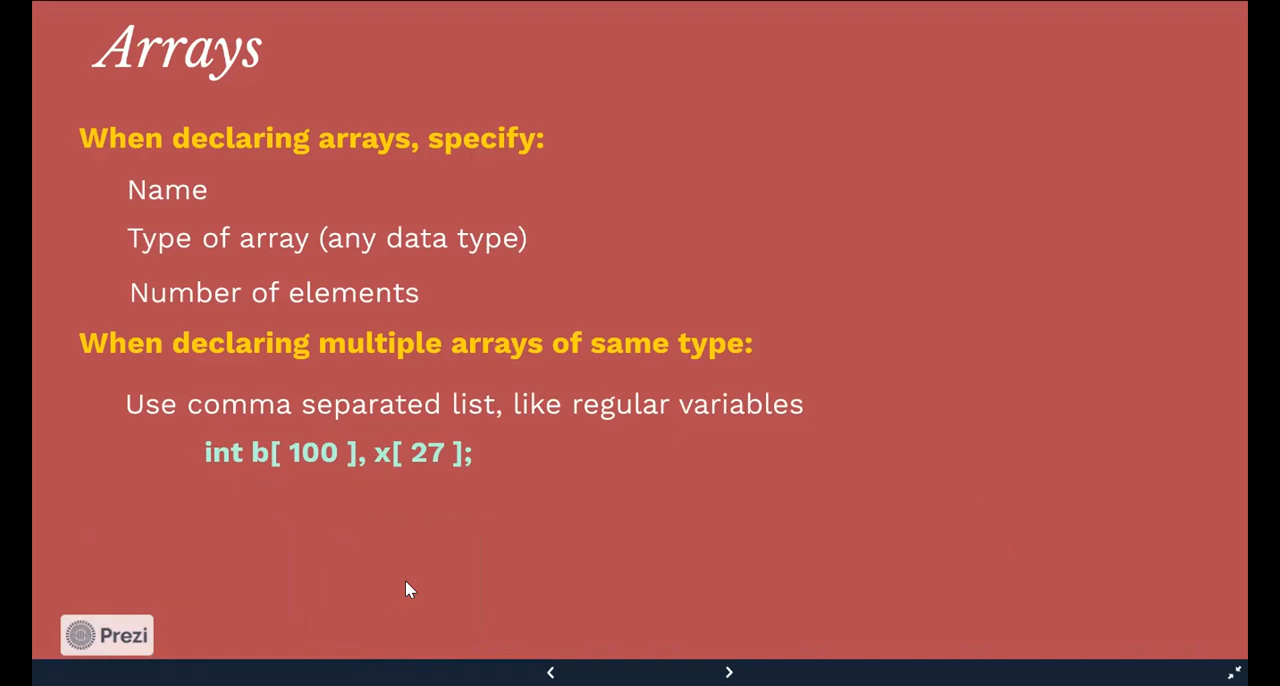 Arrays
When declaring arrays, specify:
Name
Type of array (any data type)
Number of elements
When declaring multiple arrays of same type:
Use comma separated list, like regular variables
int b[ 100 ], x[ 27 ];
Prezi